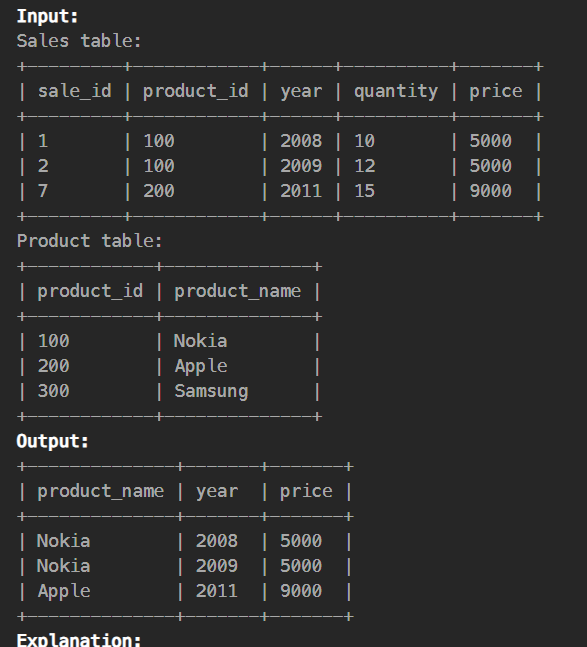 Input:
Sales table:
+---------+------------+------+----------+-------+
| sale_id | product_id | year | quantity | price |
+---------+------------+------+----------+-------+
| 1       | 100        | 2008 | 10       | 5000  |
| 2       | 100        | 2009 | 12       | 5000  |
| 7       | 200        | 2011 | 15       | 9000  |
+---------+------------+------+----------+-------+
Product table:
+------------+--------------+
| product_id | product_name |
+------------+--------------+
| 100        | Nokia        |
| 200        | Apple        |
| 300        | Samsung      |
+------------+--------------+
Output:
+--------------+-------+-------+
| product_name | year  | price |
+--------------+-------+-------+
| Nokia        | 2008  | 5000  |
| Nokia        | 2009  | 5000  |
| Apple        | 2011  | 9000  |
+--------------+-------+-------+
Explanation: